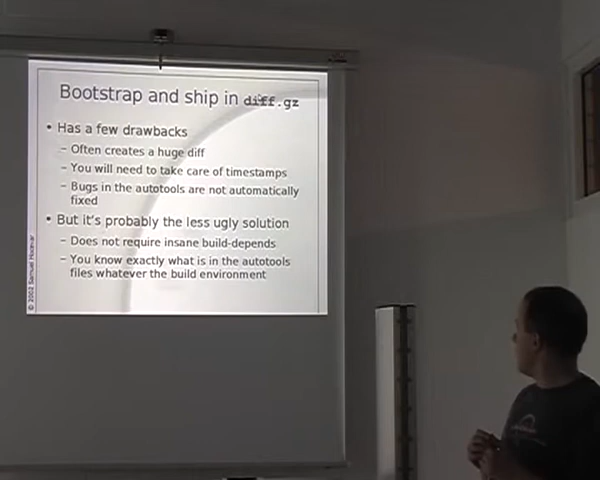 Bootstrap and ship in diff.gz
• Has a few drawbacks
– Often creates a huge diff
– You will need to take care of timestamps
– Bugs in the autotools are not automatically
fixed
• But it's probably the less ugly solution
– Does not require insane build-depends
– You know exactly what is in the autotools
files whatever the build environment
© 2002 Samuel Hocevar